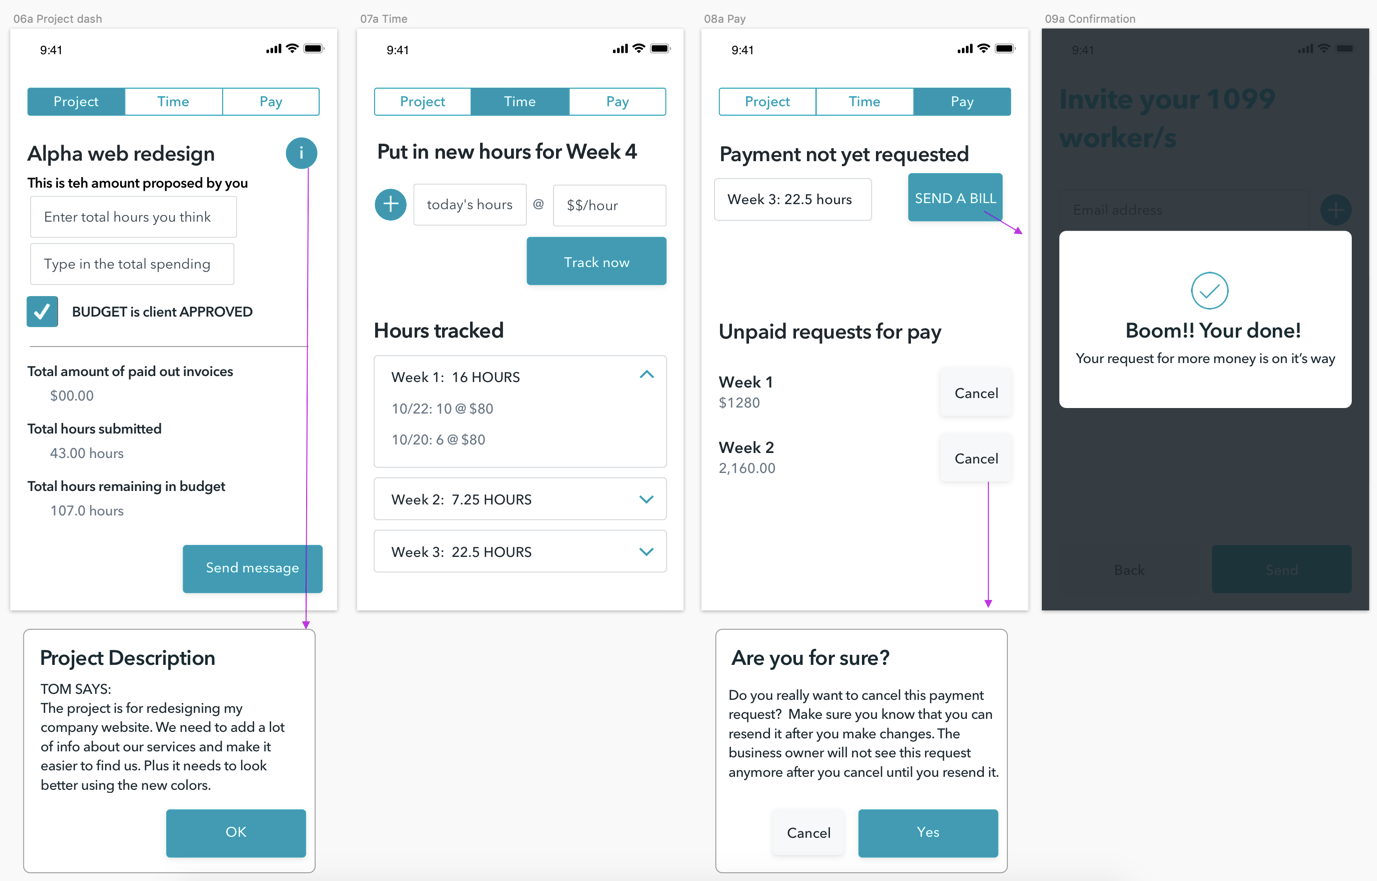 06a Project dash
9:41
Project
Time
Pay
Alpha web redesign
i
This is teh amount proposed by you
Enter total hours you think
Type in the total spending
BUDGET is client APPROVED
Total amount of paid out invoices
$00.00
Total hours submitted
43.00 hours
Total hours remaining in budget
107.0 hours
Send message
Project Description
TOM SAYS:
The project is for redesigning my
company website. We need to add a lot
of info about our services and make it
easier to find us. Plus it needs to look
better using the new colors.
OK
07a Time
9:41
Project
Time
Pay
Put in new hours for Week 4
today's hours
@
$$/hour
Track now
Hours tracked
Week 1: 16 HOURS
10/22: 10 @ $80
10/20: 6 @ $80
Week 2: 7.25 HOURS
Week 3: 22.5 HOURS
08a Pay
9:41
Project
Time
Pay
Payment not yet requested
Week 3: 22.5 hours
SEND A BILL
Unpaid requests for pay
Week 1
$1280
Cancel
Week 2
2,160.00
Cancel
Are you for sure?
Do you really want to cancel this payment
request? Make sure you know that you can
resend it after you make changes. The
business owner will not see this request
anymore after you cancel until you resend it.
Cancel
Yes
09a Confirmation
9:41
Invite your 1099
worker/s
Email address
Boom!! Your done!
Your request for more money is on it's way
Back
Send